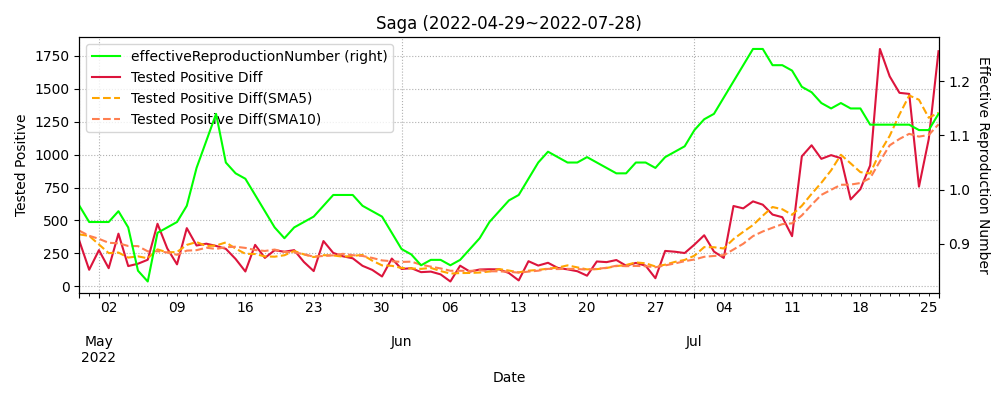 Saga (2022-04-29~2022-07-28)
effectiveReproductionNumber (right)
Tested Positive Diff
Tested Positive Diff(SMA5)
Tested Positive Diff(SMA10)
Tested Positive
1750
1500
1250
1000
750
500
250
0
1.2
1.1
1.0
0.9
Effective Reproduction Number
02 09 16 23 30 06 13 20 27 04 11 18 25
May Jun Jul
2022
Date